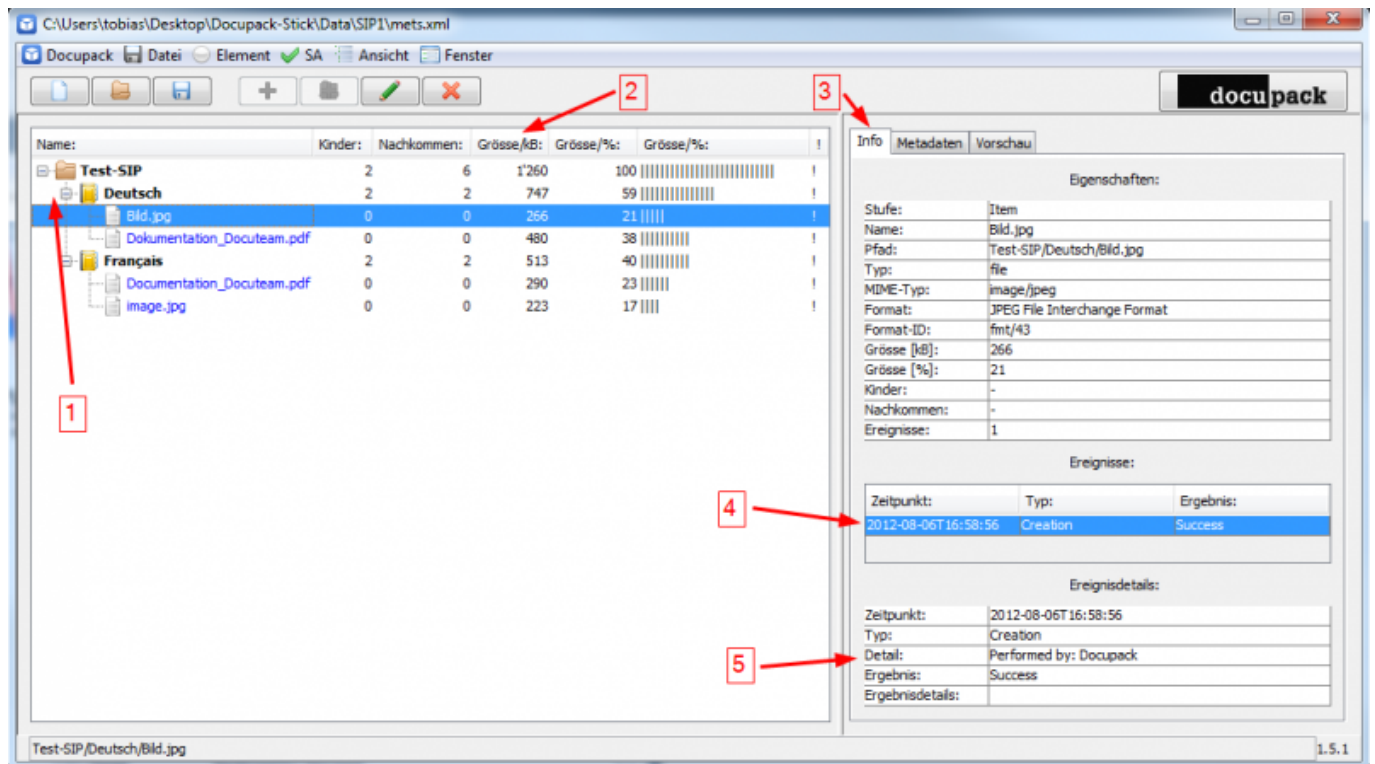 C:\Users\tobias\Desktop\Docupack-Stick\Data\SIP1\mets.xml
Docupack Datei Element SA Ansicht Fenster
2
3
docupack
Name: Kinder: Nachkommen: Grösse/kB: Grösse/%: Grösse/%: !
Test-SIP 2 6 1'260 100 |||||||||||||||||||||||||||| !
Deutsch 2 2 747 59 |||||||||||||||| !
Bild.jpg 0 0 266 21 ||||| !
Dokumentation_Docuteam.pdf 0 0 480 38 |||||||||| !
Français 2 2 513 40 |||||||||| !
Documentation_Docuteam.pdf 0 0 290 23 |||||| !
image.jpg 0 0 223 17 |||| !
1
Info Metadaten Vorschau
Eigenschaften:
Stufe: Item
Name: Bild.jpg
Pfad: Test-SIP/Deutsch/Bild.jpg
Typ: file
MIME-Typ: image/jpeg
Format: JPEG File Interchange Format
Format-ID: fmt/43
Grösse [kB]: 266
Grösse [%]: 21
Kinder: -
Nachkommen: -
Ereignisse: 1
Ereignisse:
4
Zeitpunkt: Typ: Ergebnis:
2012-08-06T16:58:56 Creation Success
Ereignisdetails:
Zeitpunkt: 2012-08-06T16:58:56
Typ: Creation
5
Detail: Performed by: Docupack
Ergebnis: Success
Ergebnisdetails:
Test-SIP/Deutsch/Bild.jpg 1.5.1